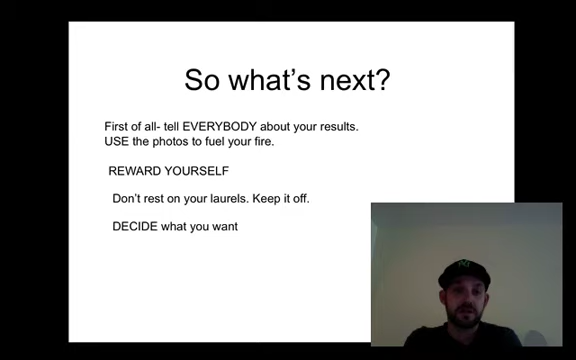 So what's next?
First of all- tell EVERYBODY about your results.
USE the photos to fuel your fire.
REWARD YOURSELF
Don't rest on your laurels. Keep it off.
DECIDE what you want